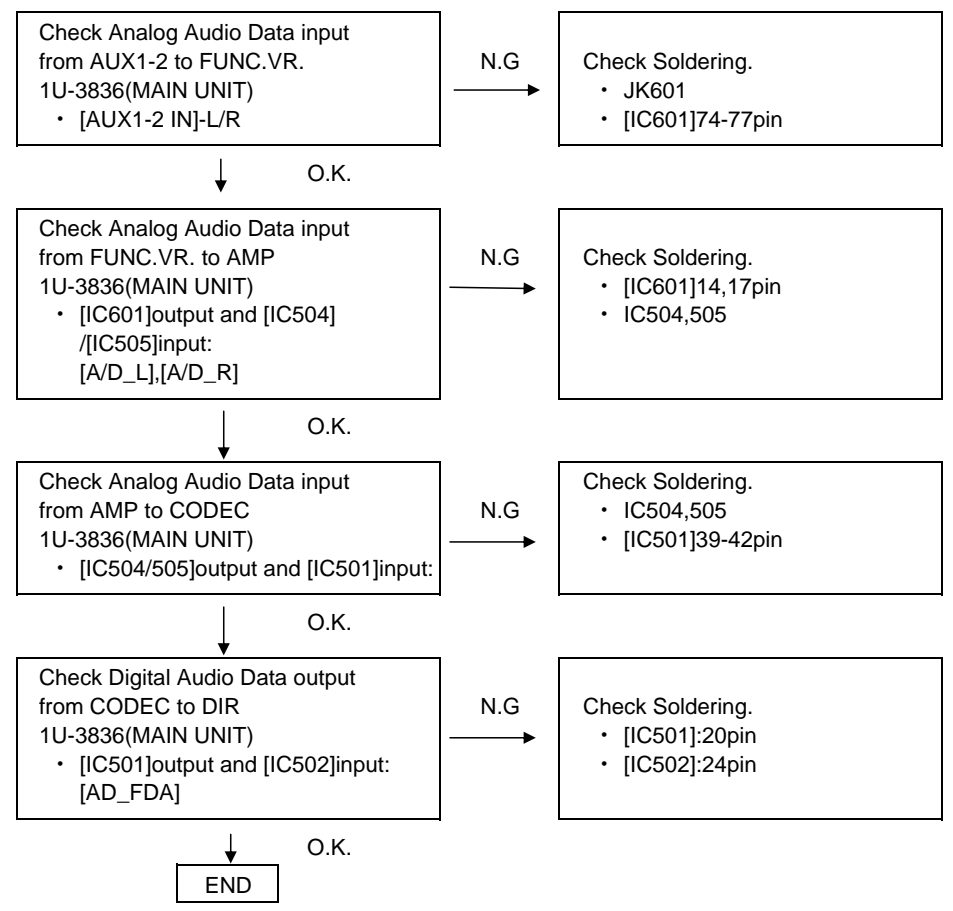 Check Analog Audio Data input
from AUX1-2 to FUNC.VR.
1U-3836(MAIN UNIT)
・ [AUX1-2 IN]-L/R
N.G
Check Soldering.
・ JK601
・ [IC601]74-77pin
O.K.
Check Analog Audio Data input
from FUNC.VR. to AMP
1U-3836(MAIN UNIT)
・ [IC601]output and [IC504]
/[IC505]input:
[A/D_L],[A/D_R]
N.G
Check Soldering.
・ [IC601]14,17pin
・ IC504,505
O.K.
Check Analog Audio Data input
from AMP to CODEC
1U-3836(MAIN UNIT)
・ [IC504/505]output and [IC501]input:
N.G
Check Soldering.
・ IC504,505
・ [IC501]39-42pin
O.K.
Check Digital Audio Data output
from CODEC to DIR
1U-3836(MAIN UNIT)
・ [IC501]output and [IC502]input:
[AD_FDA]
N.G
Check Soldering.
・ [IC501]:20pin
・ [IC502]:24pin
O.K.
END